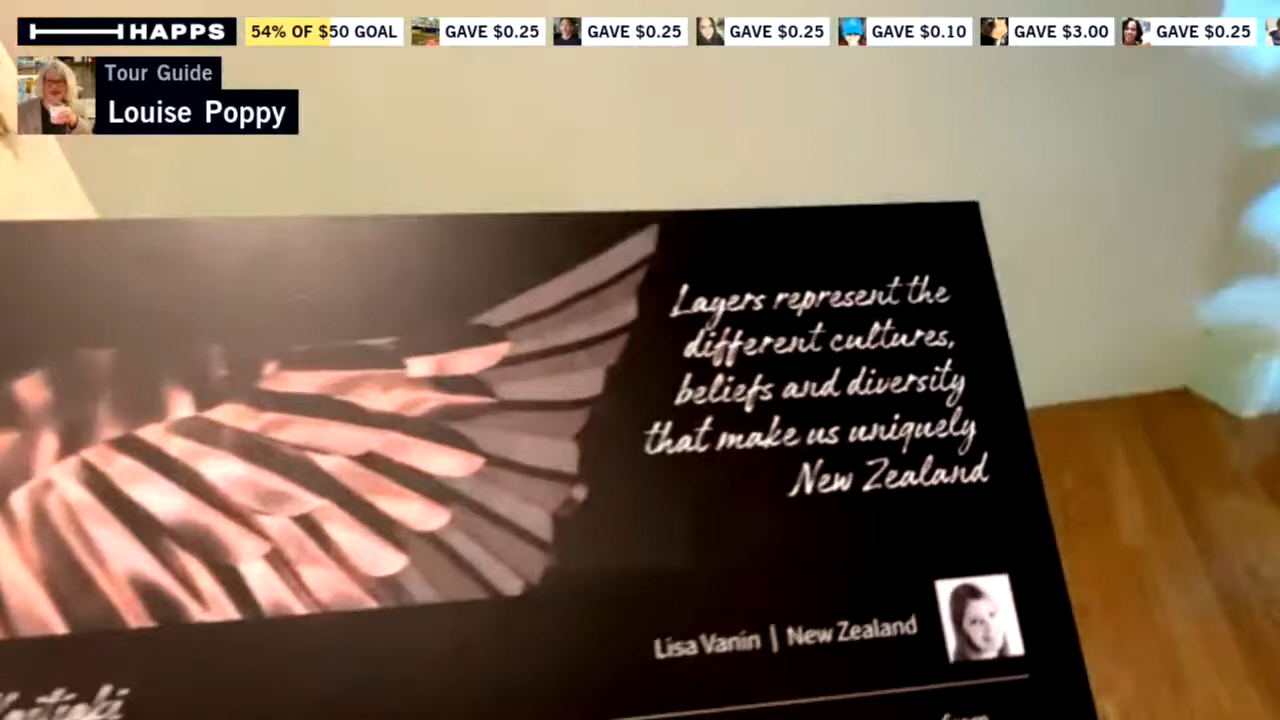 HAPPS
54% OF $50 GOAL
GAVE $0.25
GAVE $0.25
GAVE $0.25
GAVE $0.10
GAVE $3.00
GAVE $0.25
Tour Guide
Louise Poppy
Layers represent the
different cultures,
beliefs and diversity
that make us uniquely
New Zealand
Lisa Vanin | New Zealand
from